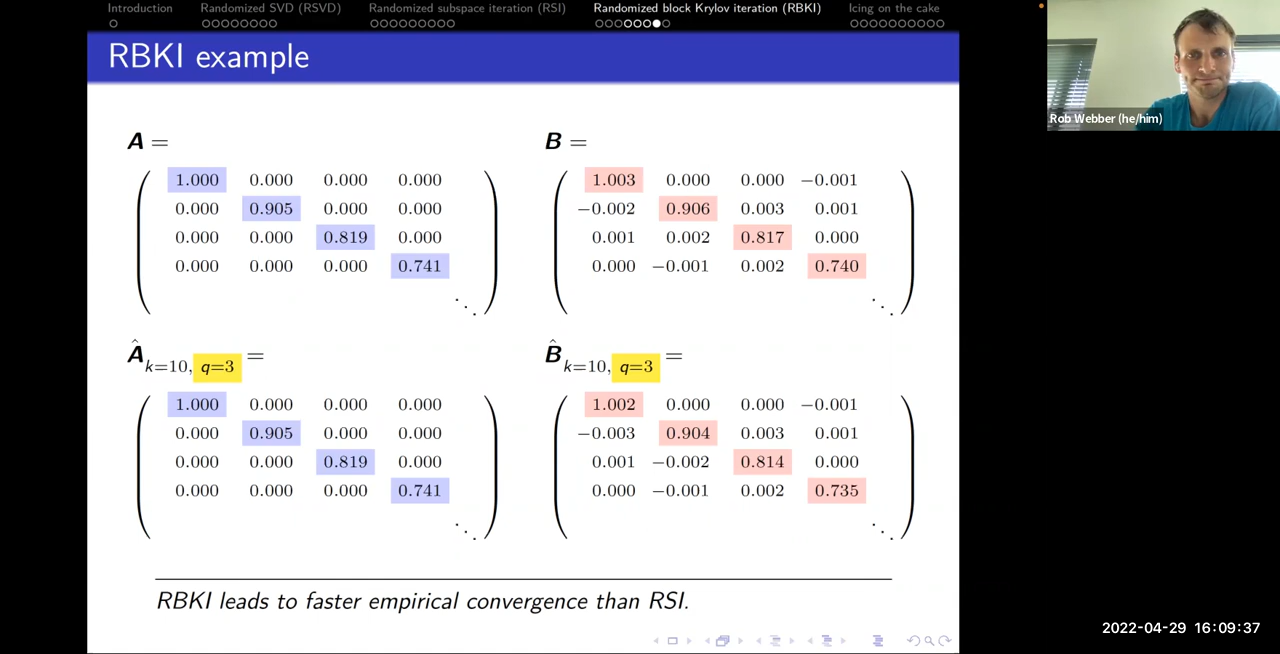 Introduction Randomized SVD (RSVD) Randomized subspace iteration (RSI) Randomized block Krylov iteration (RBKI) Icing on the cake
RBKI example
A =
1.000 0.000 0.000 0.000
0.000 0.905 0.000 0.000
0.000 0.000 0.819 0.000
0.000 0.000 0.000 0.741
⋱
B =
1.003 0.000 0.000 −0.001
−0.002 0.906 0.003 0.001
0.001 0.002 0.817 0.000
0.000 −0.001 0.002 0.740
⋱
Â k=10, q=3 =
1.000 0.000 0.000 0.000
0.000 0.905 0.000 0.000
0.000 0.000 0.819 0.000
0.000 0.000 0.000 0.741
⋱
B̂ k=10, q=3 =
1.002 0.000 0.000 −0.001
−0.003 0.904 0.003 0.001
0.001 −0.002 0.814 0.000
0.000 −0.001 0.002 0.735
⋱
RBKI leads to faster empirical convergence than RSI.
Rob Webber (he/him)
2022-04-29 16:09:37